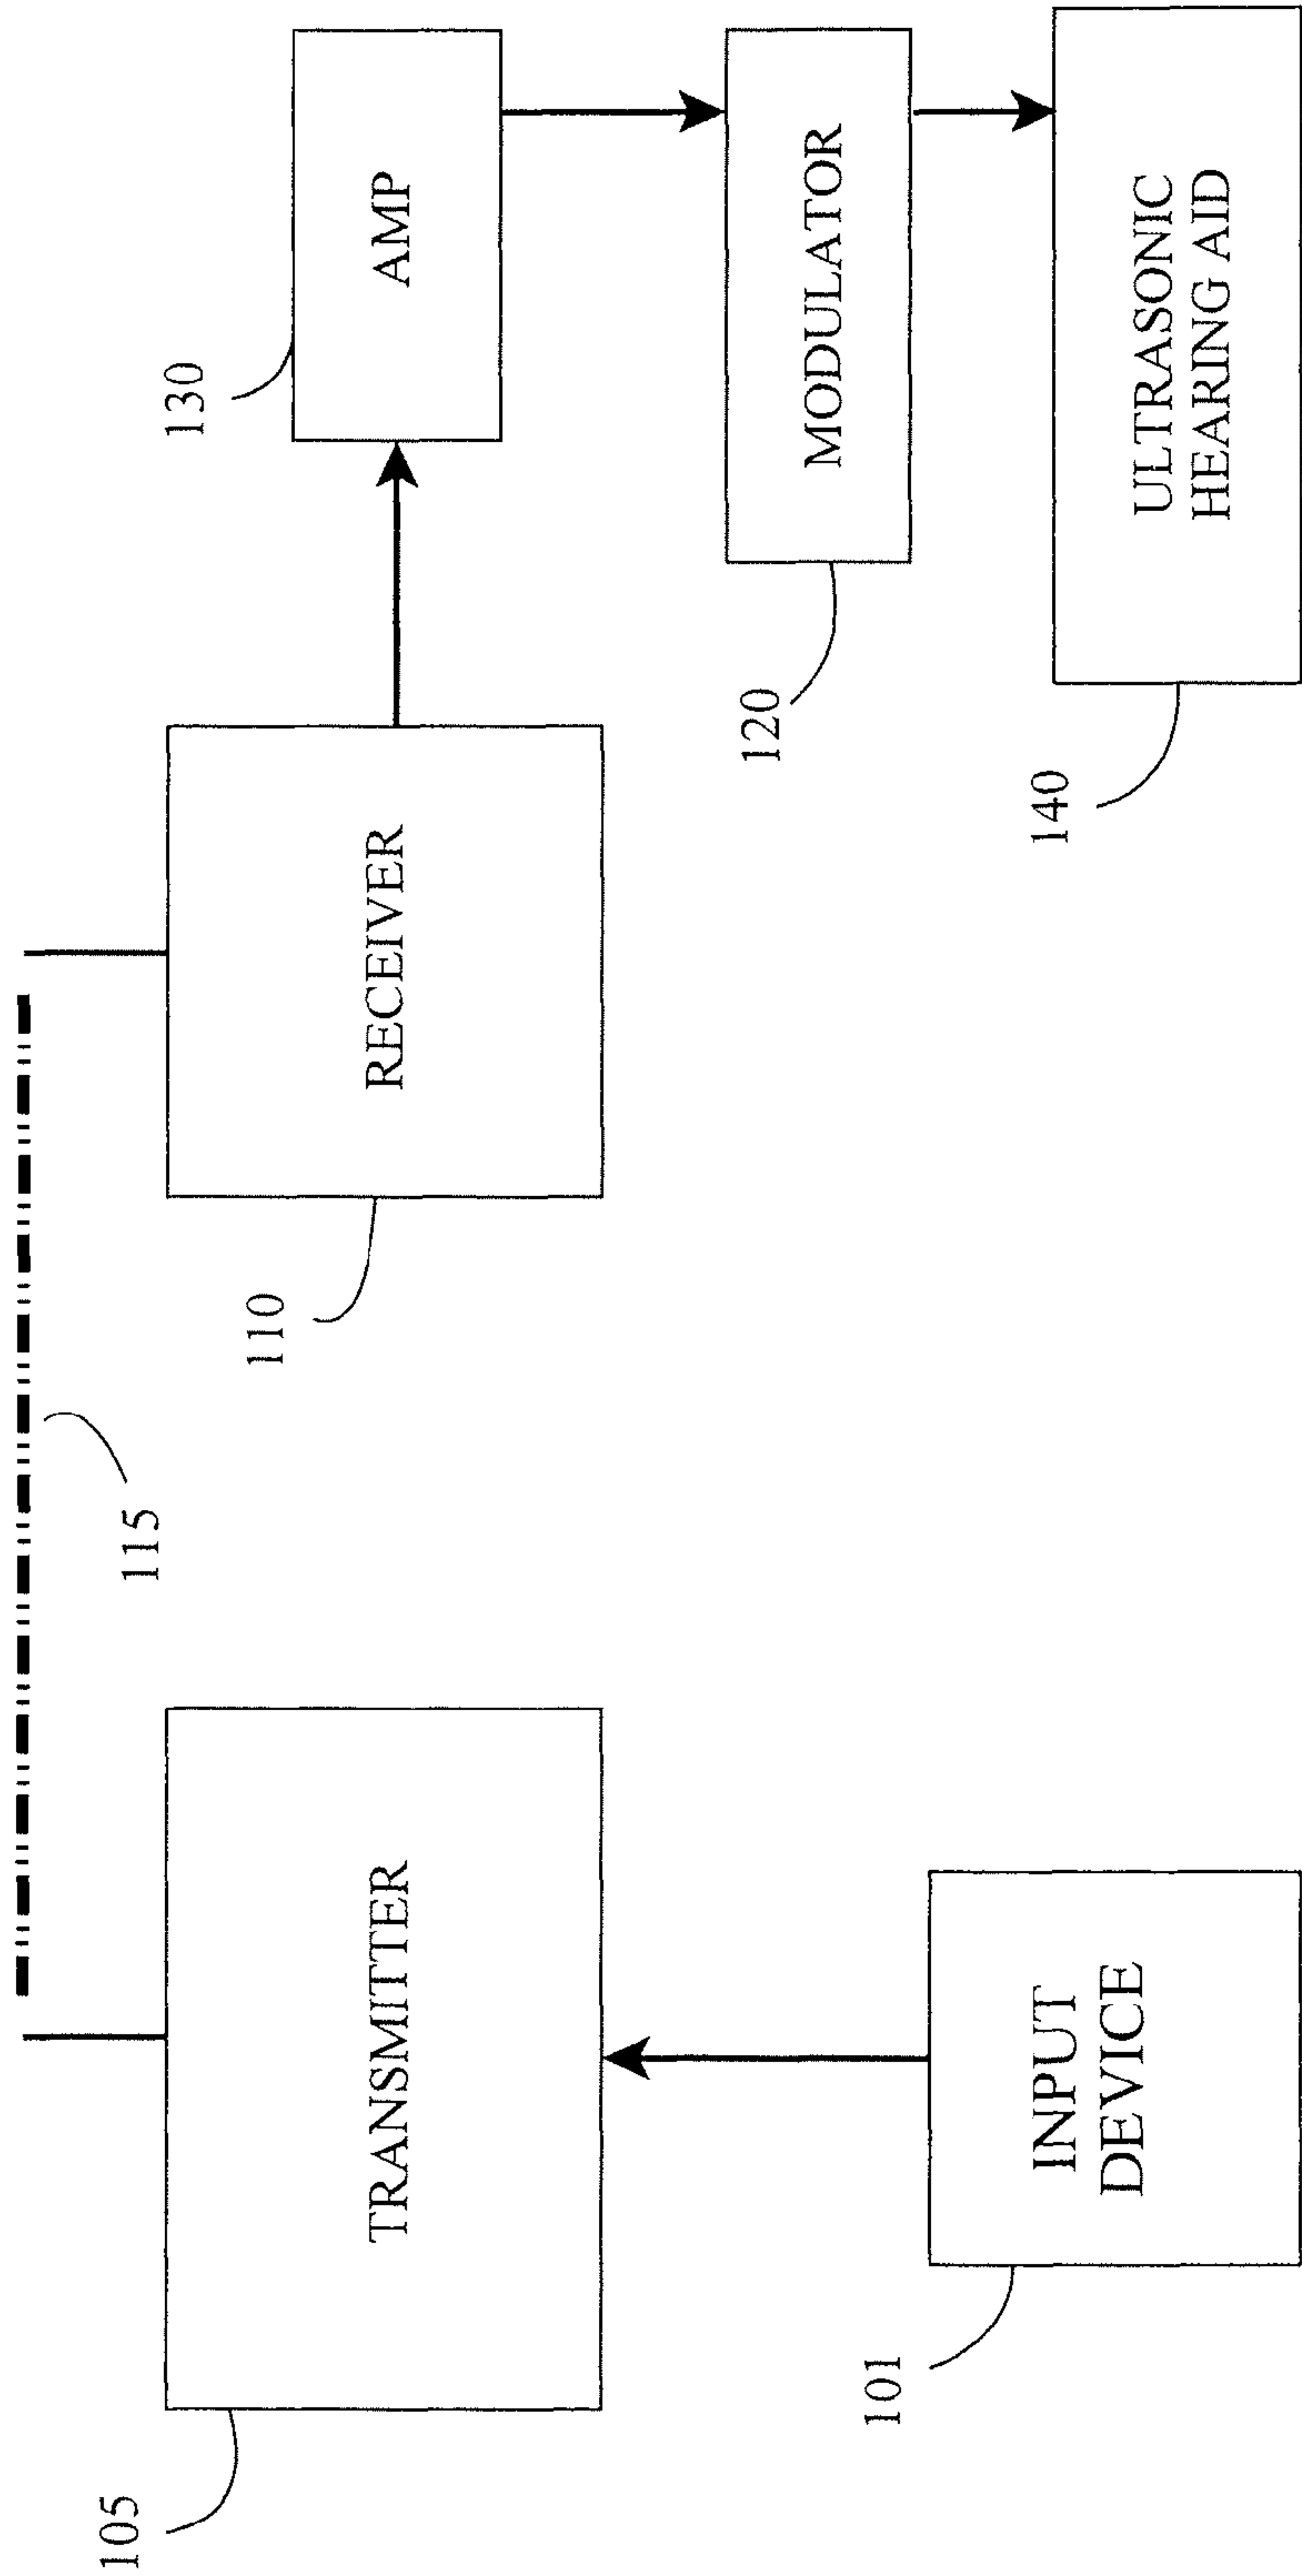 105
TRANSMITTER
115
110
RECEIVER
130
AMP
120
MODULATOR
101
INPUT
DEVICE
140
ULTRASONIC
HEARING AID